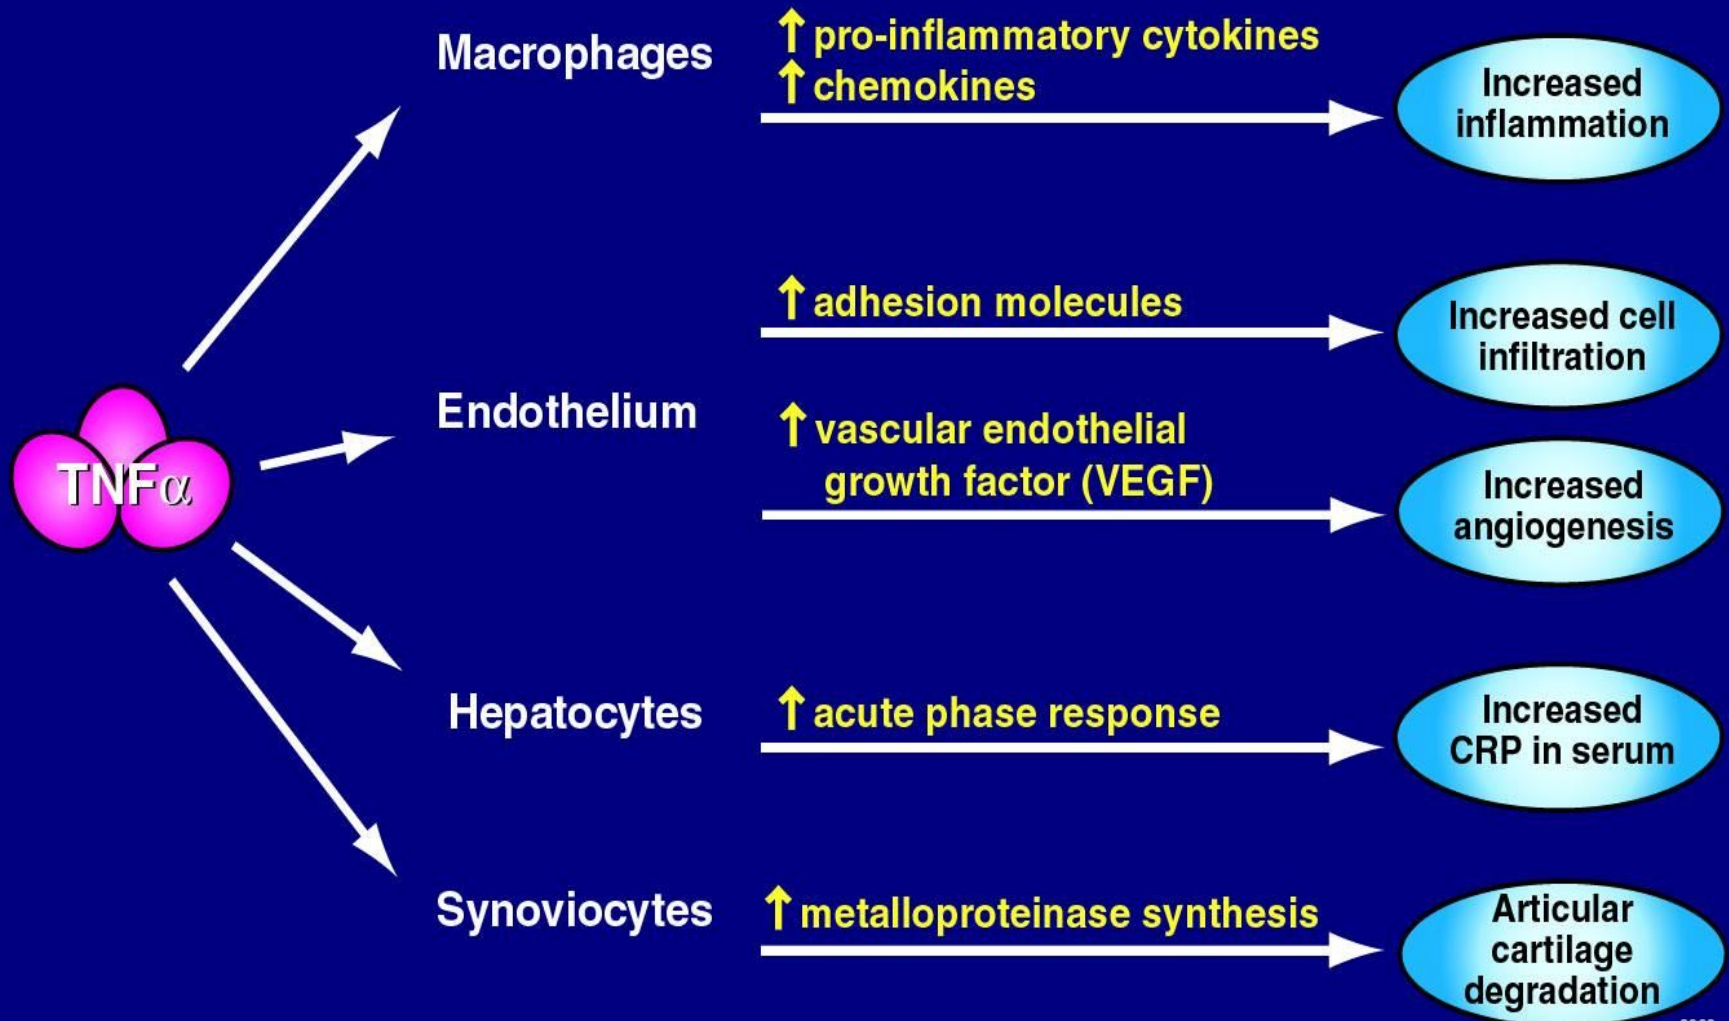 Macrophages
↑ pro-inflammatory cytokines
↑ chemokines
Increased
inflammation
↑ adhesion molecules
Increased cell
infiltration
Endothelium
↑ vascular endothelial
growth factor (VEGF)
Increased
angiogenesis
TNFα
Hepatocytes
↑ acute phase response
Increased
CRP in serum
Synoviocytes
↑ metalloproteinase synthesis
Articular
cartilage
degradation